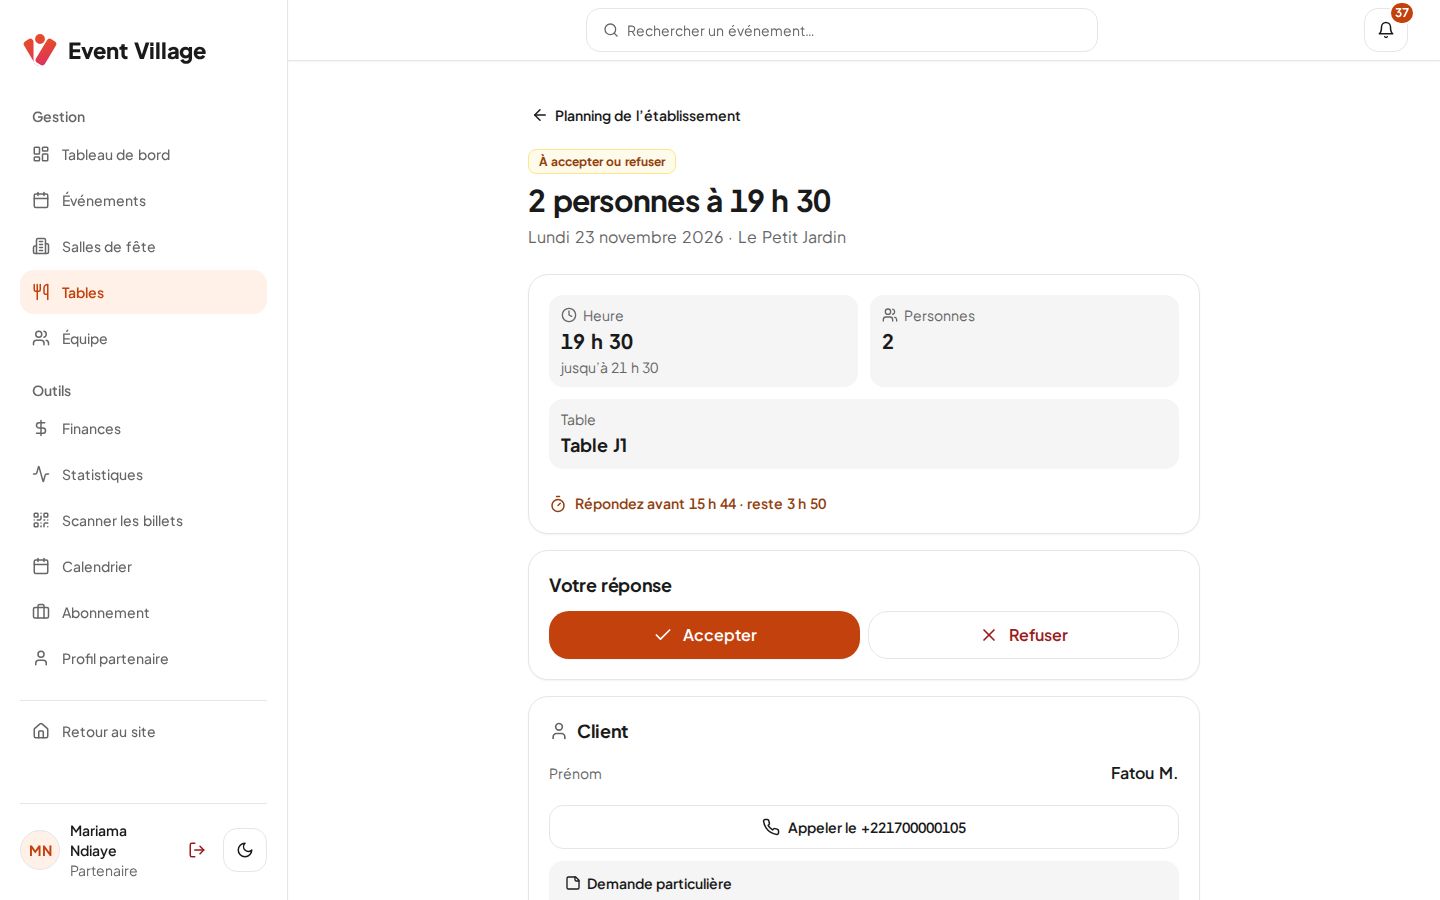 Event Village
Rechercher un événement…
37
Gestion
Tableau de bord
Événements
Salles de fête
Tables
Équipe
Outils
Finances
Statistiques
Scanner les billets
Calendrier
Abonnement
Profil partenaire
Retour au site
MN
Mariama
Ndiaye
Partenaire
Planning de l’établissement
À accepter ou refuser
2 personnes à 19 h 30
Lundi 23 novembre 2026 · Le Petit Jardin
Heure
19 h 30
jusqu’à 21 h 30
Personnes
2
Table
Table J1
Répondez avant 15 h 44 · reste 3 h 50
Votre réponse
Accepter
Refuser
Client
Prénom
Fatou M.
Appeler le +221700000105
Demande particulière